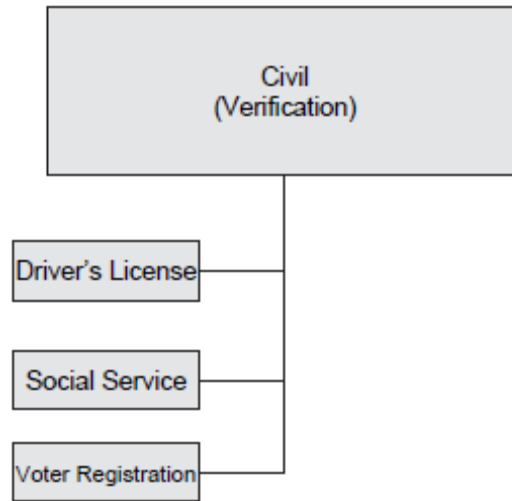 Civil
(Verification)
Driver's License
Social Service
Voter Registration